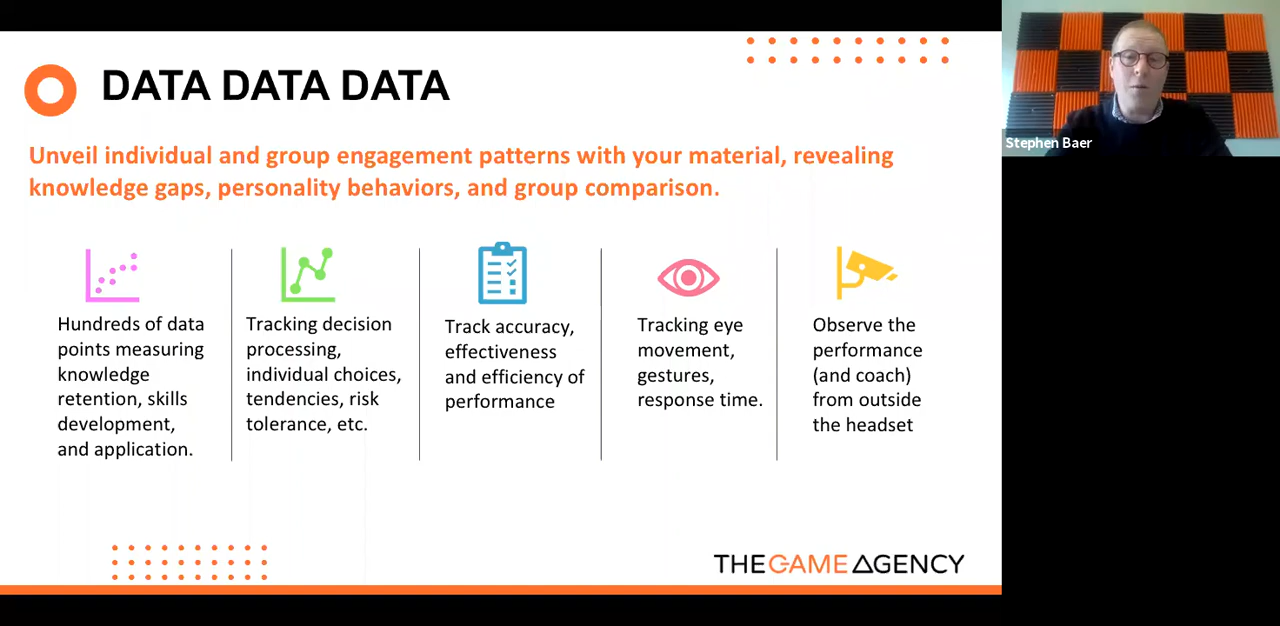 DATA DATA DATA
Unveil individual and group engagement patterns with your material, revealing
knowledge gaps, personality behaviors, and group comparison.
Hundreds of data
points measuring
knowledge
retention, skills
development,
and application.
Tracking decision
processing,
individual choices,
tendencies, risk
tolerance, etc.
Track accuracy,
effectiveness
and efficiency of
performance
Tracking eye
movement,
gestures,
response time.
Observe the
performance
(and coach)
from outside
the headset
THE GAME AGENCY
Stephen Baer